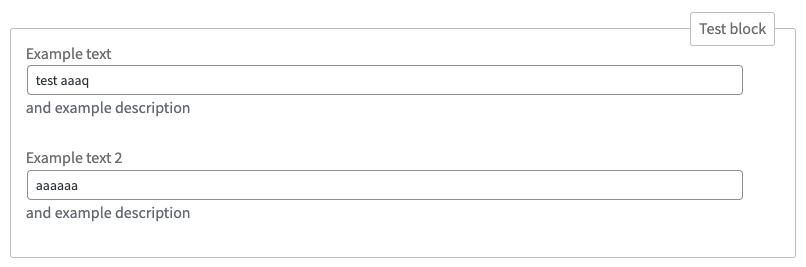 Test block
Example text
test aaaq
and example description
Example text 2
aaaaaa
and example description